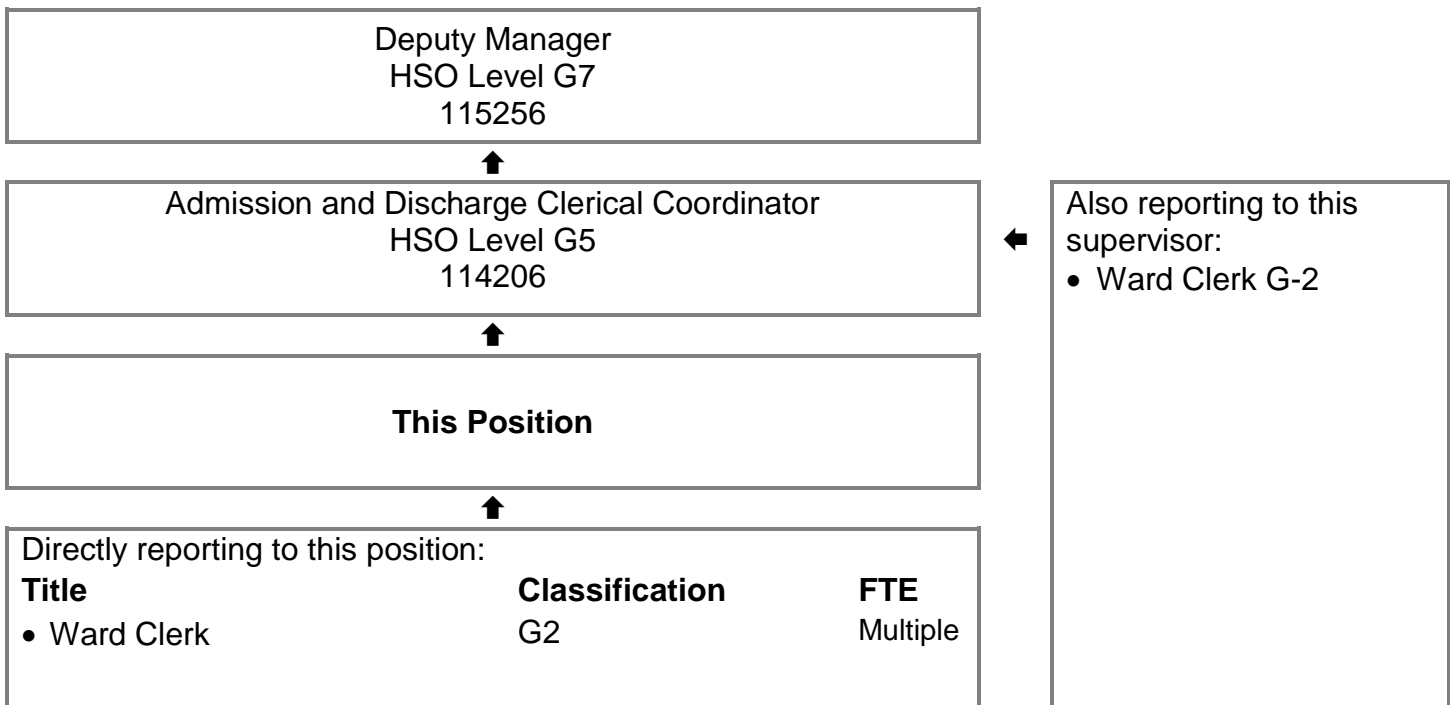 Deputy Manager
HSO Level G7
115256
Admission and Discharge Clerical Coordinator
HSO Level G5
114206
Also reporting to this
supervisor:
• Ward Clerk G-2
This Position
Directly reporting to this position:
Title Classification FTE
• Ward Clerk G2 Multiple